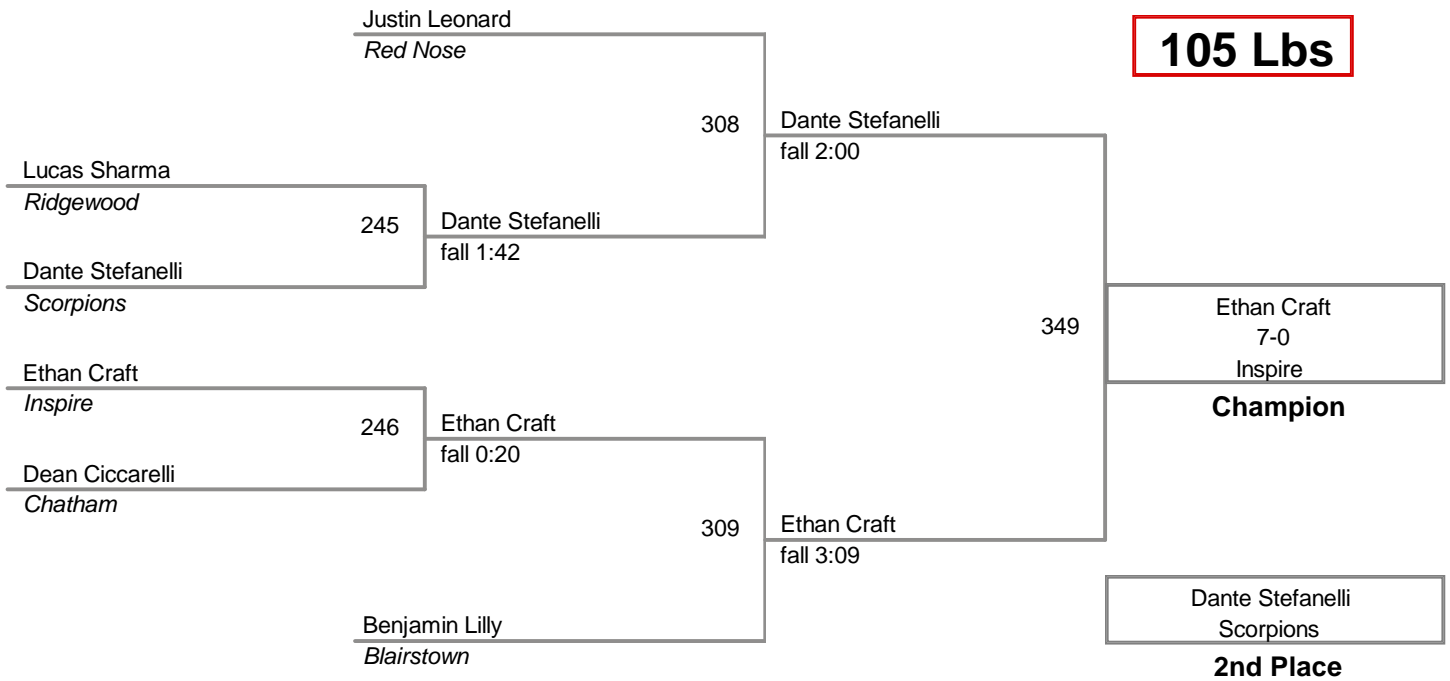 Justin Leonard
Red Nose
105 Lbs
308
Dante Stefanelli
fall 2:00
Lucas Sharma
Ridgewood
245
Dante Stefanelli
fall 1:42
Dante Stefanelli
Scorpions
349
Ethan Craft
7-0
Inspire
Champion
Ethan Craft
Inspire
246
Ethan Craft
fall 0:20
Dean Ciccarelli
Chatham
309
Ethan Craft
fall 3:09
Benjamin Lilly
Blairstown
Dante Stefanelli
Scorpions
2nd Place